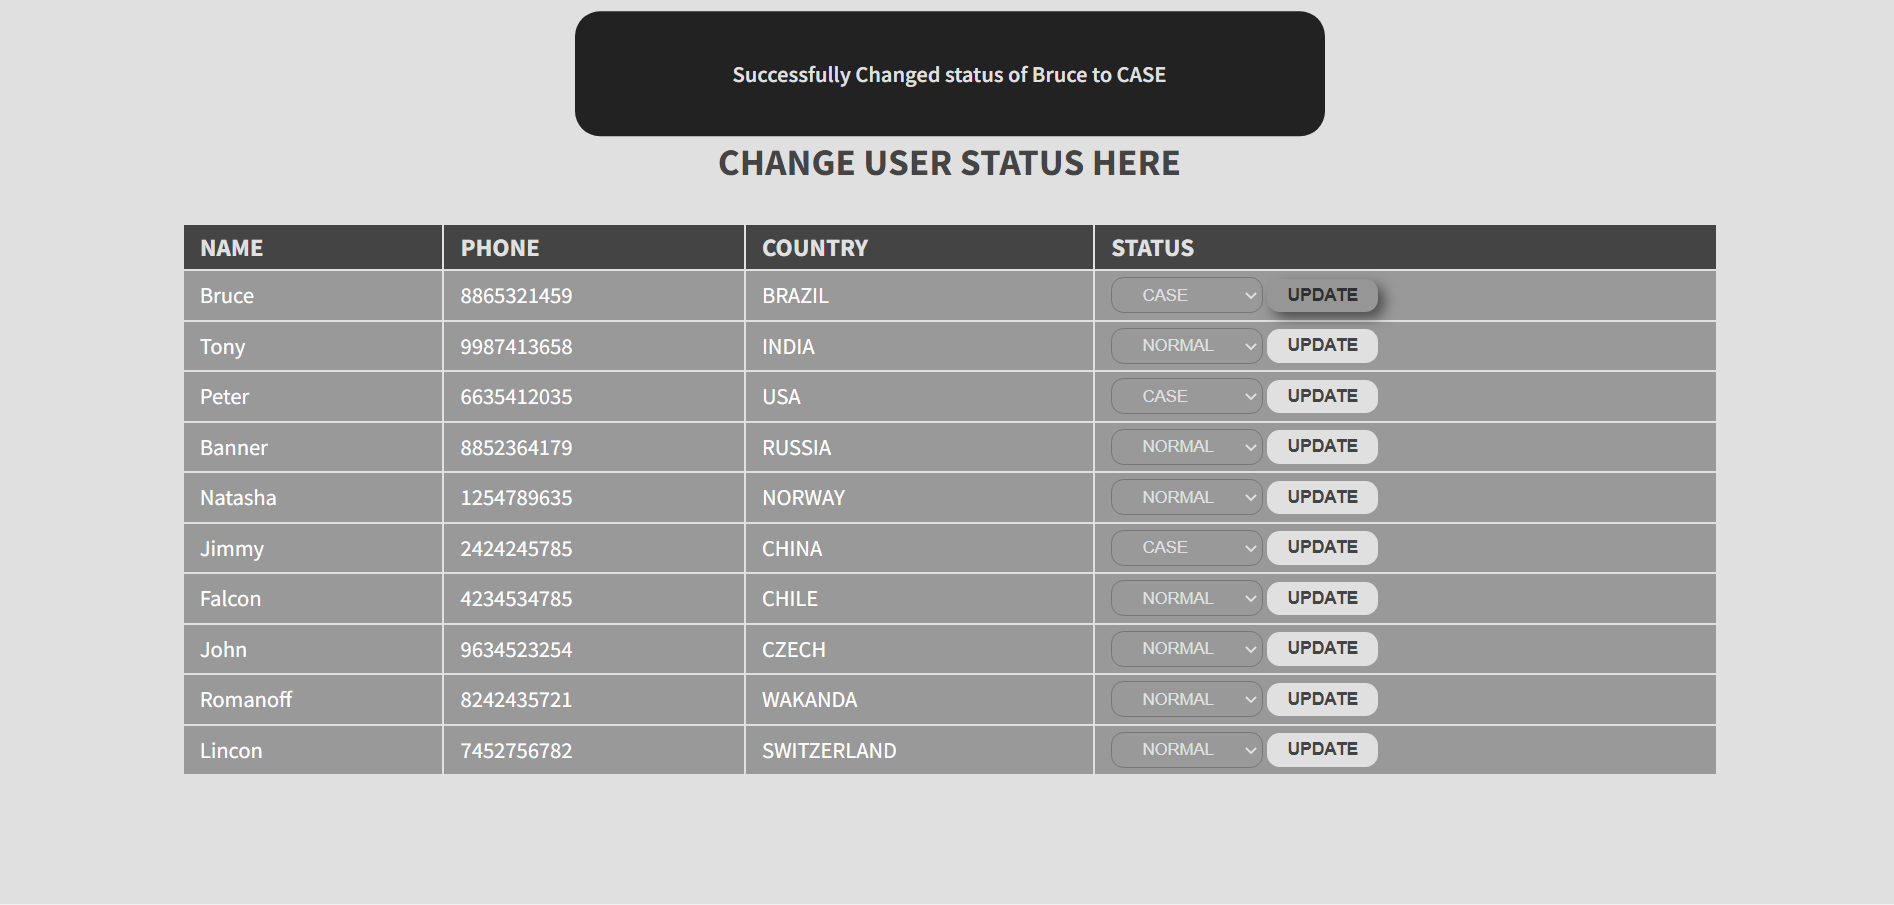 Successfully Changed status of Bruce to CASE
CHANGE USER STATUS HERE
NAME PHONE COUNTRY STATUS
Bruce 8865321459 BRAZIL CASE UPDATE
Tony 9987413658 INDIA NORMAL UPDATE
Peter 6635412035 USA CASE UPDATE
Banner 8852364179 RUSSIA NORMAL UPDATE
Natasha 1254789635 NORWAY NORMAL UPDATE
Jimmy 2424245785 CHINA CASE UPDATE
Falcon 4234534785 CHILE NORMAL UPDATE
John 9634523254 CZECH NORMAL UPDATE
Romanoff 8242435721 WAKANDA NORMAL UPDATE
Lincon 7452756782 SWITZERLAND NORMAL UPDATE